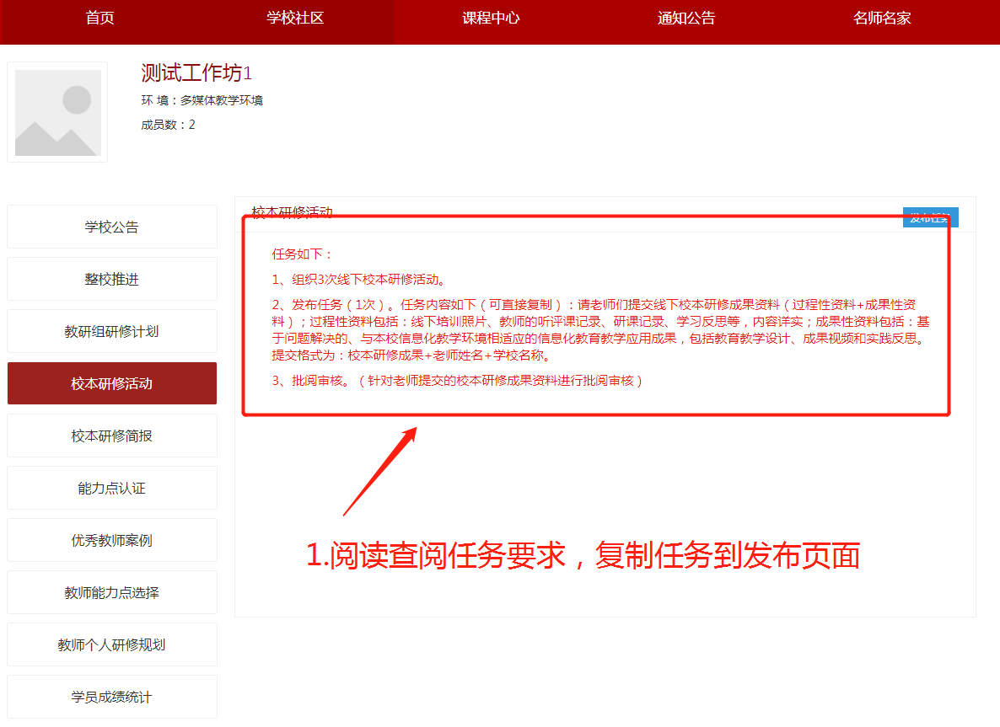 首页 学校社区 课程中心 通知公告 名师名家
测试工作坊1
环 境：多媒体教学环境
成员数：2
学校公告
整校推进
教研组研修计划
校本研修活动
校本研修简报
能力点认证
优秀教师案例
教师能力点选择
教师个人研修规划
学员成绩统计
校本研修活动
发布任务
任务如下：
1、组织3次线下校本研修活动。
2、发布任务（1次）。任务内容如下（可直接复制）：请老师们提交线下校本研修成果资料（过程性资料+成果性资
料）；过程性资料包括：线下培训照片、教师的听评课记录、研课记录、学习反思等，内容详实；成果性资料包括：基
于问题解决的、与本校信息化教学环境相适应的信息化教育教学应用成果，包括教育教学设计、成果视频和实践反思。
提交格式为：校本研修成果+老师姓名+学校名称。
3、批阅审核。（针对老师提交的校本研修成果资料进行批阅审核）
1.阅读查阅任务要求，复制任务到发布页面